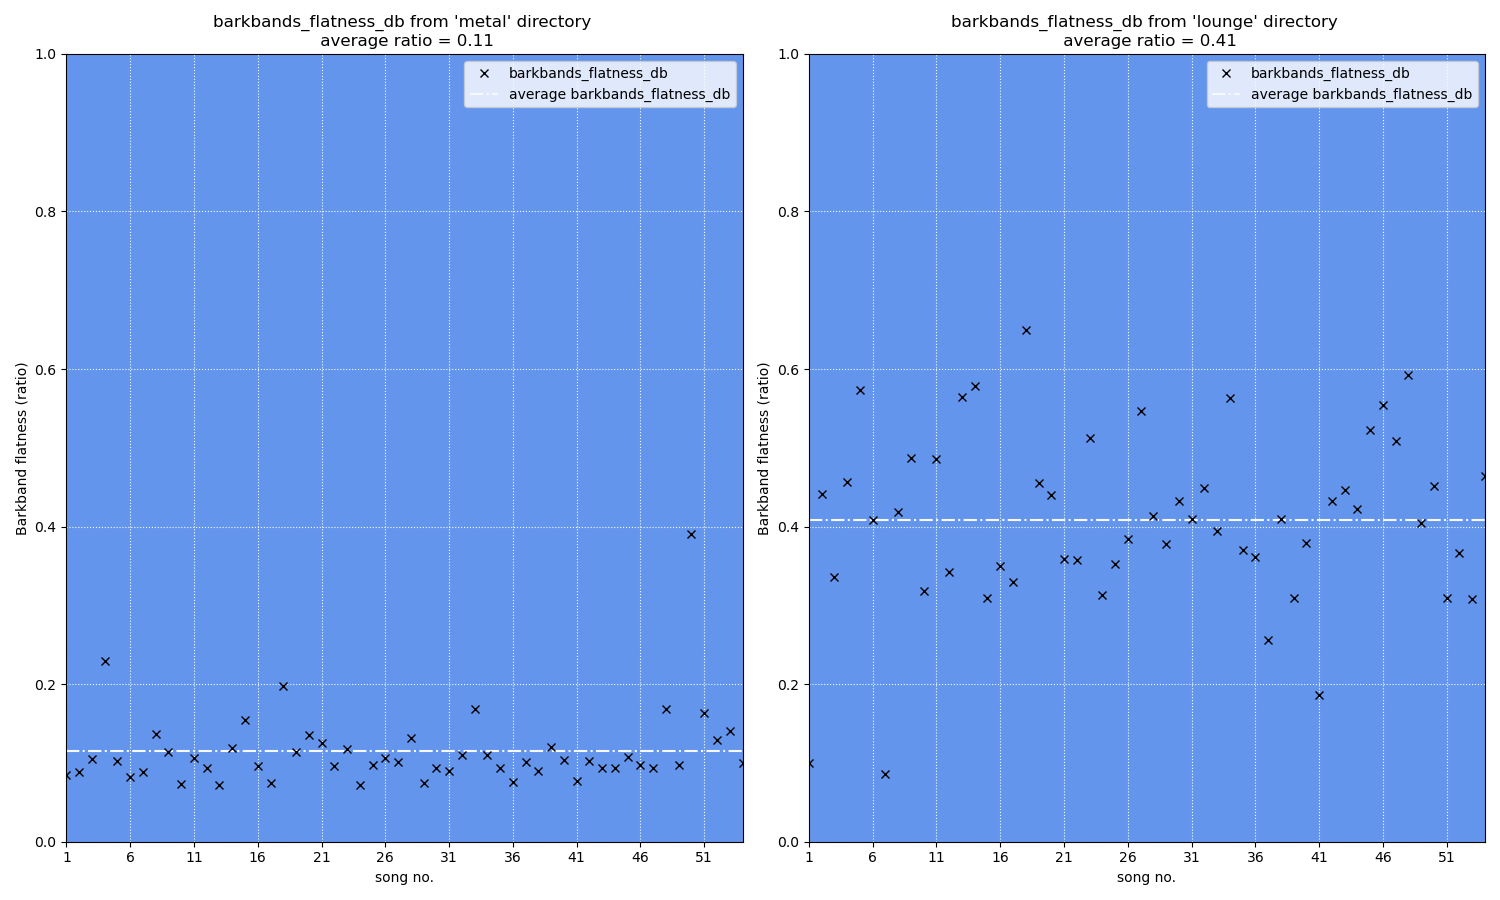 barkbands_flatness_db from 'metal' directory
average ratio = 0.11
barkbands_flatness_db
average barkbands_flatness_db
Barkband flatness (ratio)
1.0
0.8
0.6
0.4
0.2
0.0
1 6 11 16 21 26 31 36 41 46 51
song no.
barkbands_flatness_db from 'lounge' directory
average ratio = 0.41
barkbands_flatness_db
average barkbands_flatness_db
Barkband flatness (ratio)
1.0
0.8
0.6
0.4
0.2
0.0
1 6 11 16 21 26 31 36 41 46 51
song no.